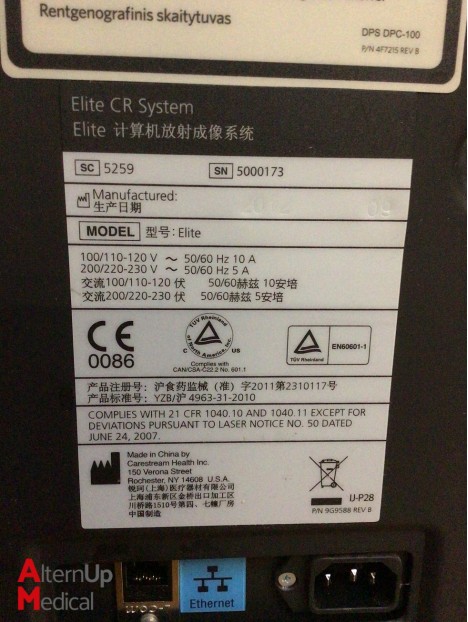 Rentgenografinis skaitytuvas
DPS DPC-100
P/N 4F7215 REV B
Elite CR System
Elite 计算机放射成像系统
SC 5259 SN 5000173
Manufactured:
生产日期
MODEL 型号: Elite
100/110-120 V ~ 50/60 Hz 10 A
200/220-230 V ~ 50/60 Hz 5 A
交流100/110-120 伏 50/60赫兹 10安培
交流200/220-230 伏 50/60赫兹 5安培
CE
0086
TUV Rheinland
of North America, Inc.
C US
Complies with
CAN/CSA-C22.2 No. 601.1
TÜV Rheinland
EN60601-1
产品注册号: 沪食药监械 (准) 字2011第2310117号
产品标准号: YZB/沪 4963-31-2010
COMPLIES WITH 21 CFR 1040.10 AND 1040.11 EXCEPT FOR
DEVIATIONS PURSUANT TO LASER NOTICE NO. 50 DATED
JUNE 24, 2007.
Made in China by
Carestream Health Inc.
150 Verona Street
Rochester, NY 14608 U.S.A.
锐珂(上海)医疗器材有限公司
上海浦东新区金桥出口加工区
川桥路1510号第四、七幢厂房
中国制造
IJ-P28
P/N 9G9588 REV B
Ethernet
AlternUp
Medical